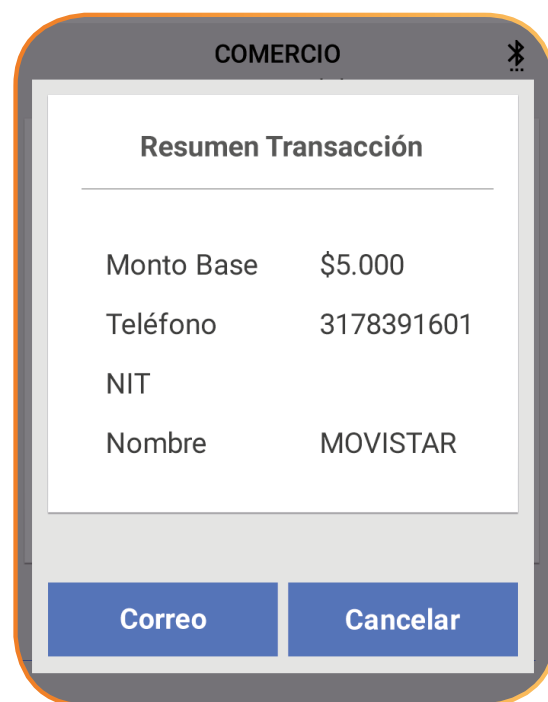 COMERCIO
Resumen Transacción
Monto Base $5.000
Teléfono 3178391601
NIT
Nombre MOVISTAR
Correo Cancelar